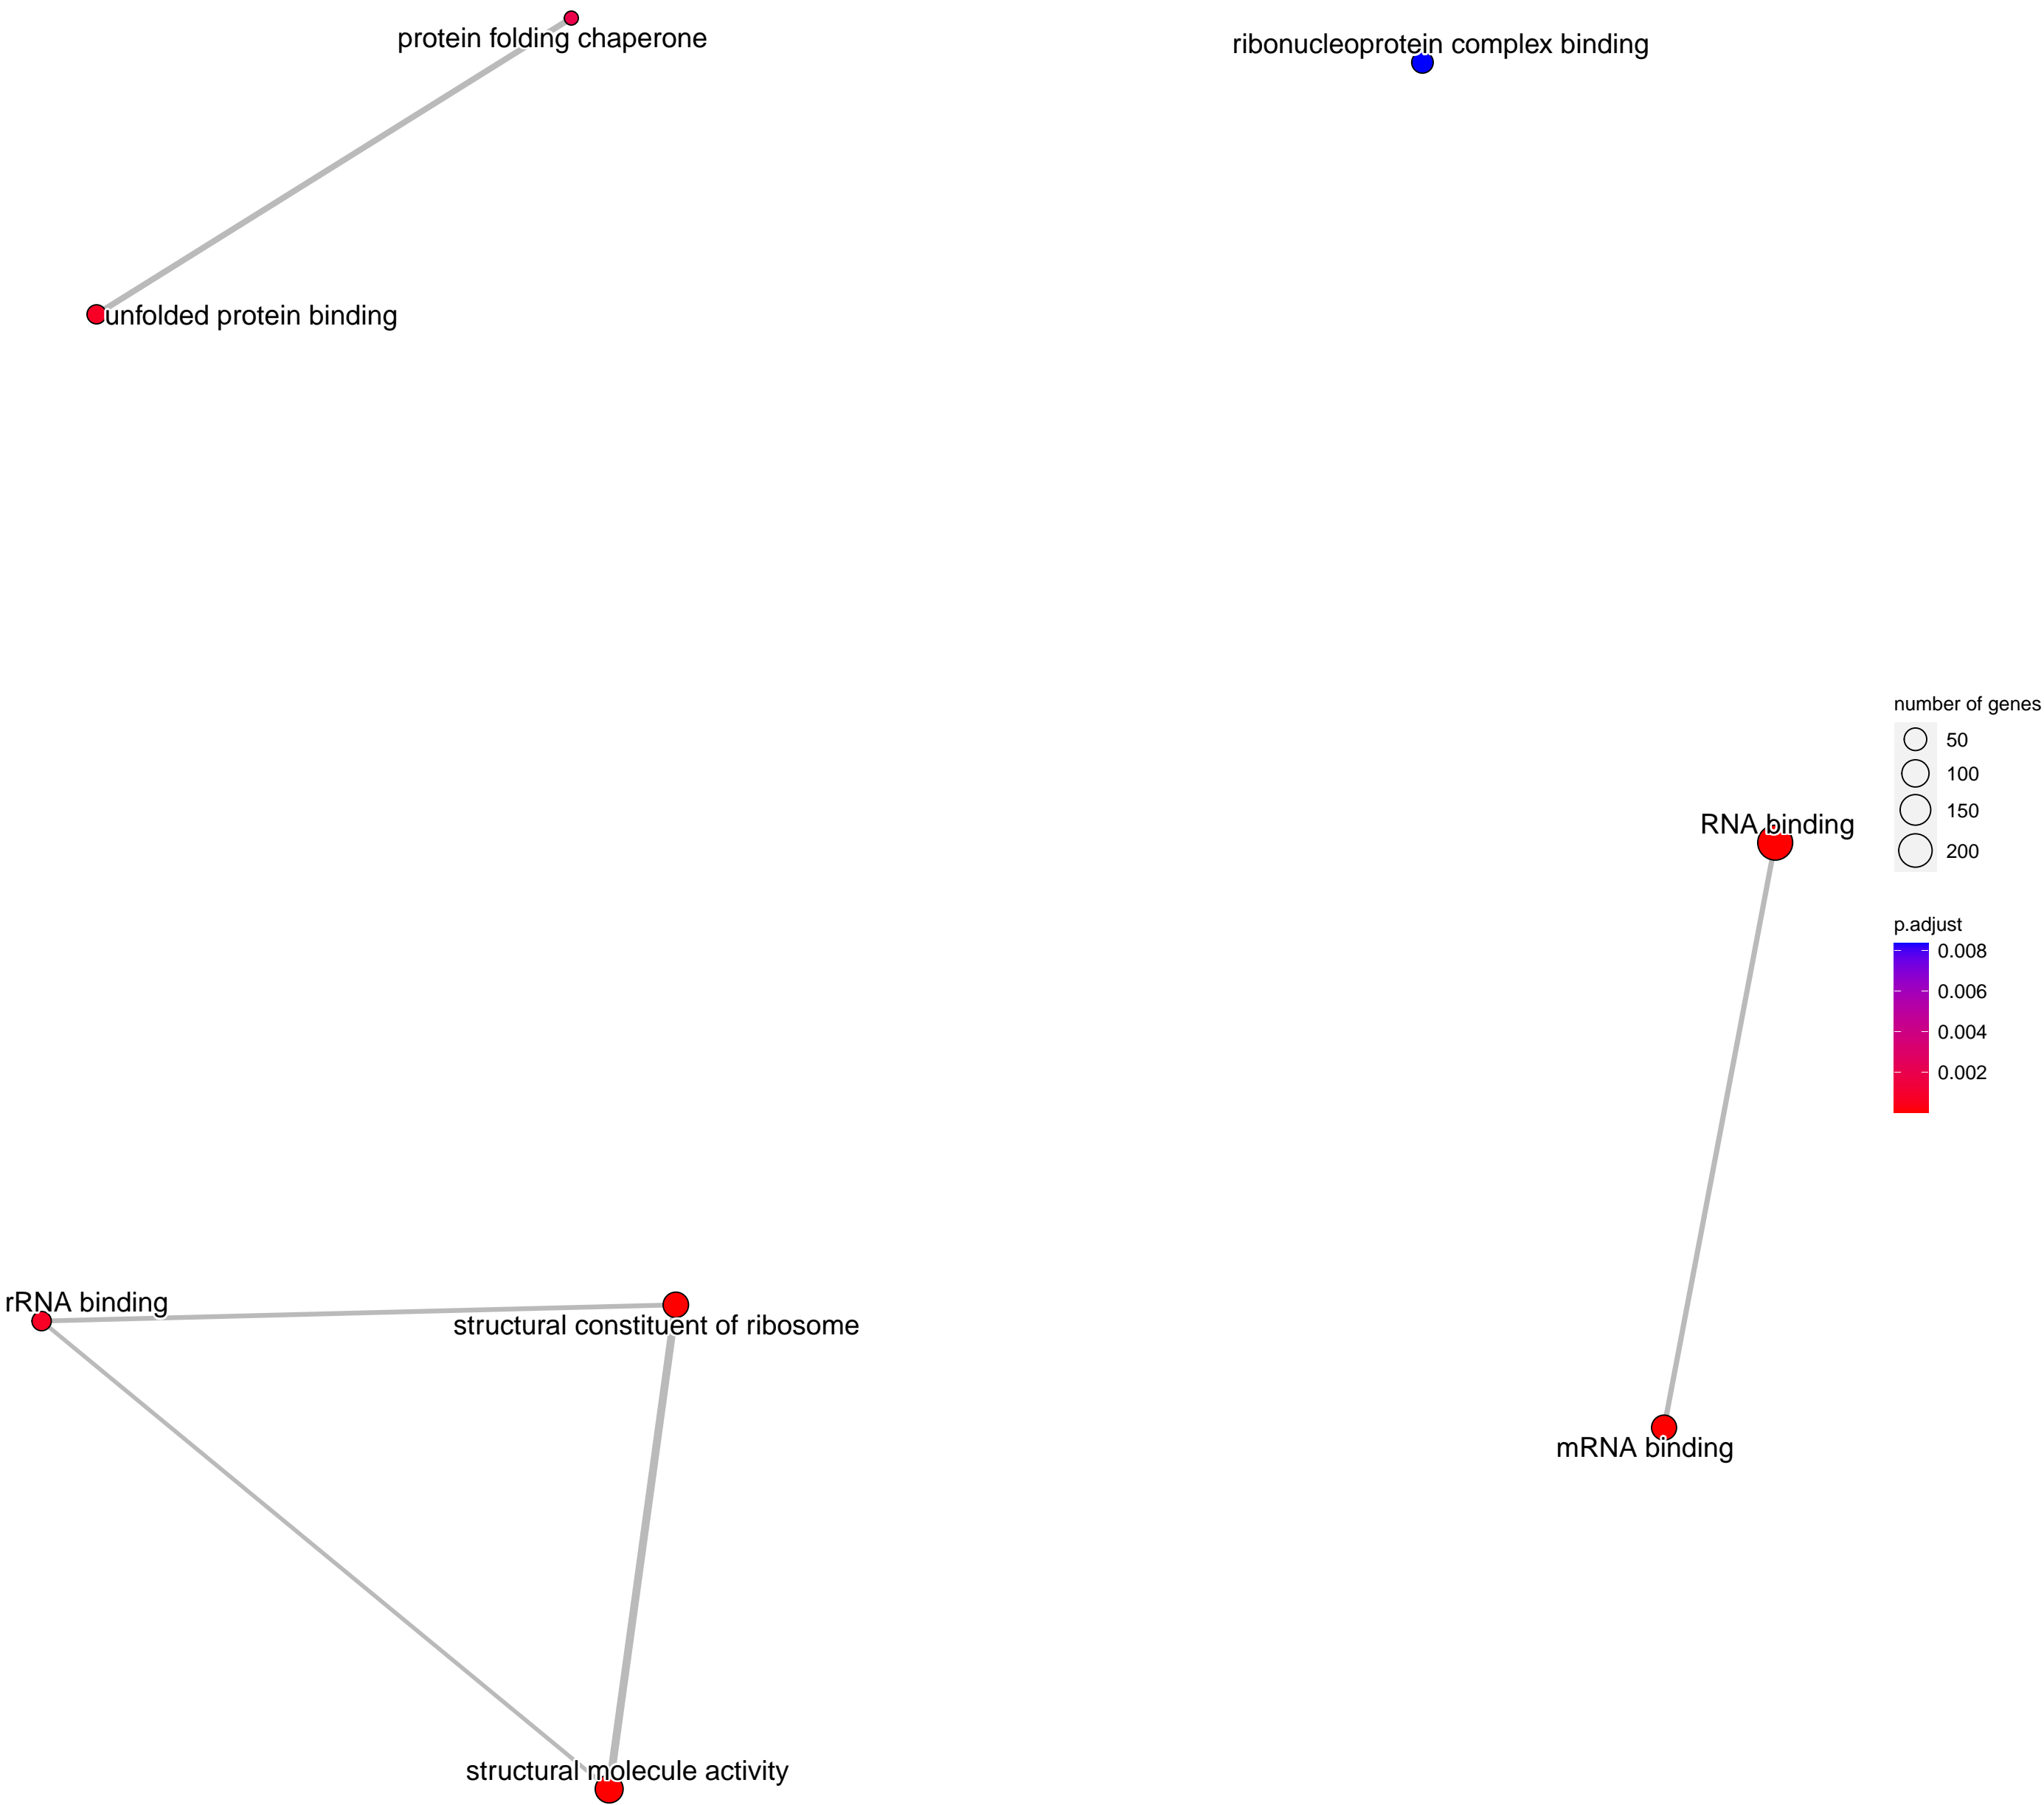 protein folding chaperone
ribonucleoprotein complex binding
unfolded protein binding
number of genes
50
100
150
200
RNA binding
p.adjust
0.008
0.006
0.004
0.002
rRNA binding
structural constituent of ribosome
mRNA binding
structural molecule activity